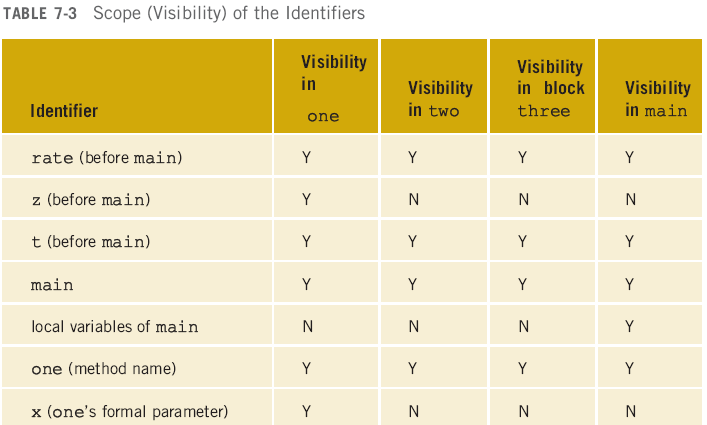 TABLE 7-3 Scope (Visibility) of the Identifiers
Identifier Visibility in one Visibility in two Visibility in block three Visibility in main
rate (before main) Y Y Y Y
z (before main) Y N N N
t (before main) Y Y Y Y
main Y Y Y Y
local variables of main N N N Y
one (method name) Y Y Y Y
x (one's formal parameter) Y N N N